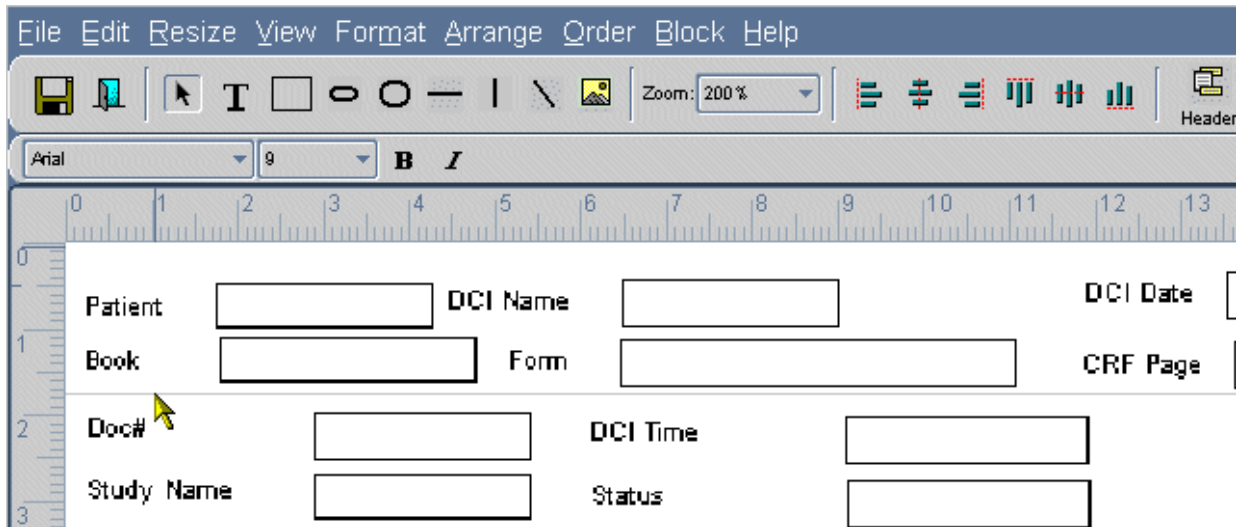 File Edit Resize View Format Arrange Order Block Help
T Zoom: 200% Header
Arial 9 B I
0 1 2 3 4 5 6 7 8 9 10 11 12 13
0
Patient DCI Name DCI Date
1
Book Form CRF Page
2
Doc# DCI Time
Study Name Status
3